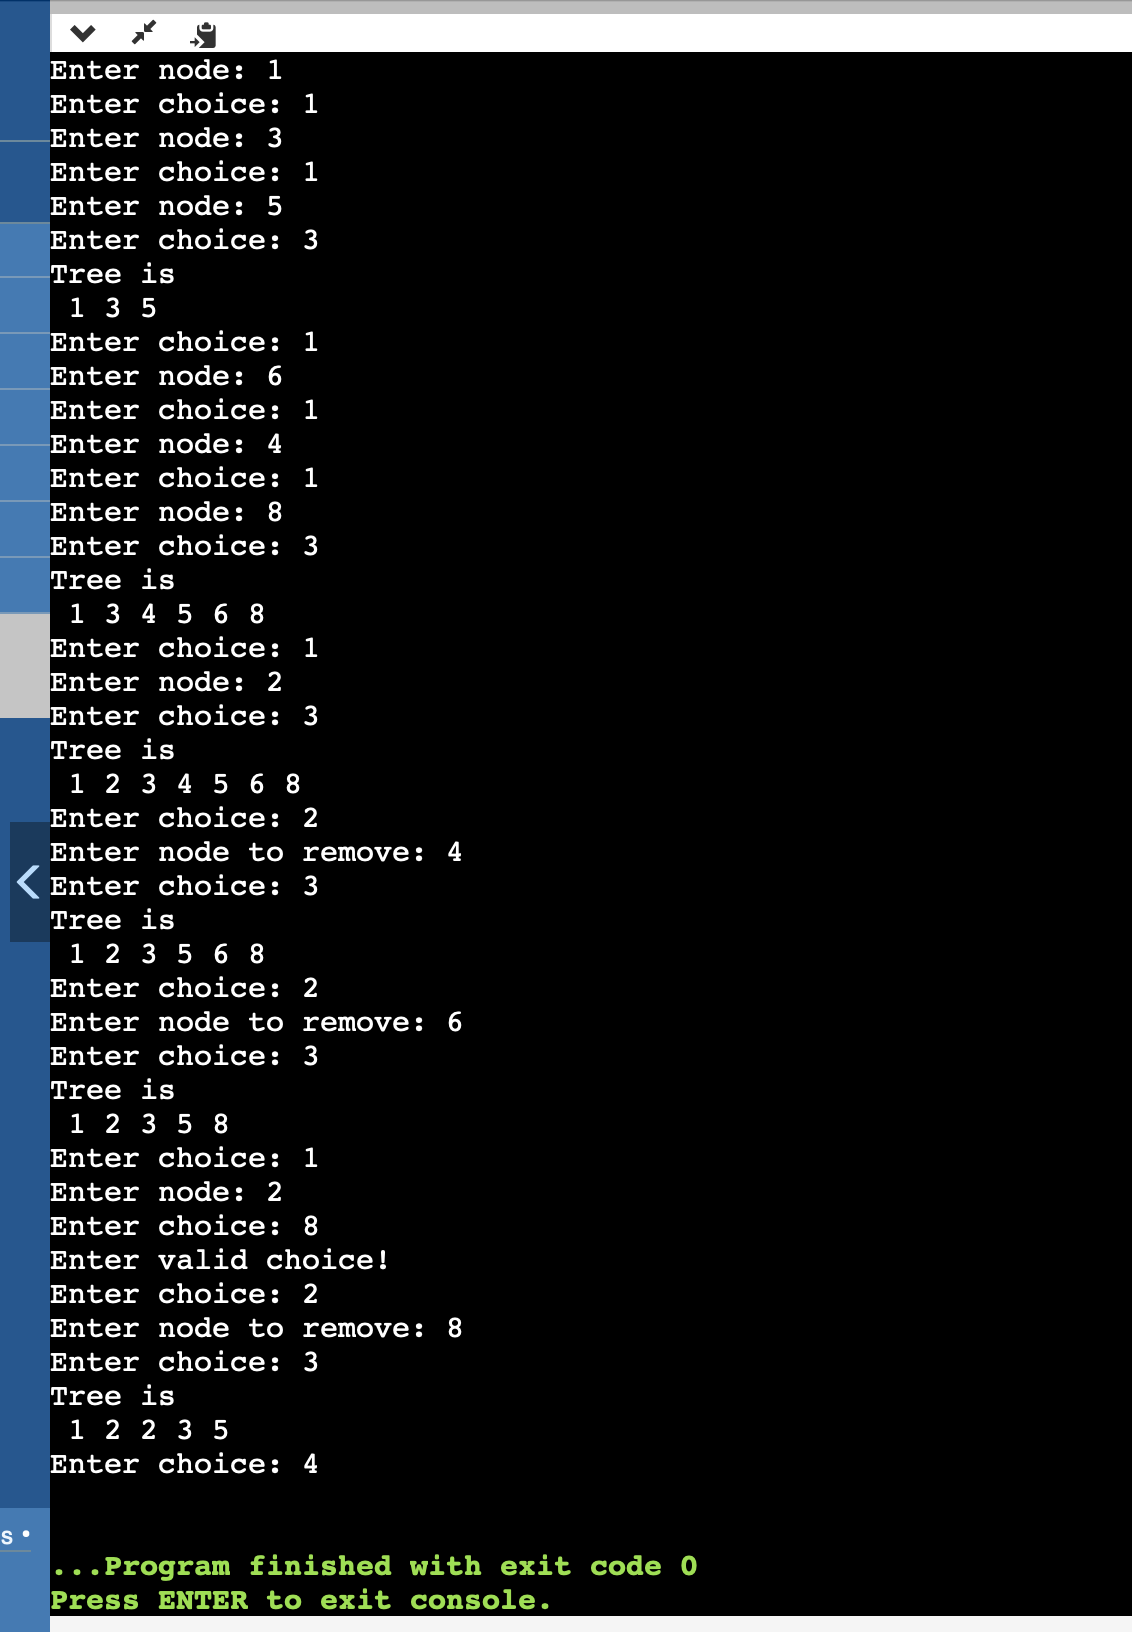 Enter node: 1
Enter choice: 1
Enter node: 3
Enter choice: 1
Enter node: 5
Enter choice: 3
Tree is
 1 3 5
Enter choice: 1
Enter node: 6
Enter choice: 1
Enter node: 4
Enter choice: 1
Enter node: 8
Enter choice: 3
Tree is
 1 3 4 5 6 8
Enter choice: 1
Enter node: 2
Enter choice: 3
Tree is
 1 2 3 4 5 6 8
Enter choice: 2
Enter node to remove: 4
Enter choice: 3
Tree is
 1 2 3 5 6 8
Enter choice: 2
Enter node to remove: 6
Enter choice: 3
Tree is
 1 2 3 5 8
Enter choice: 1
Enter node: 2
Enter choice: 8
Enter valid choice!
Enter choice: 2
Enter node to remove: 8
Enter choice: 3
Tree is
 1 2 2 3 5
Enter choice: 4
s •
...Program finished with exit code 0
Press ENTER to exit console.